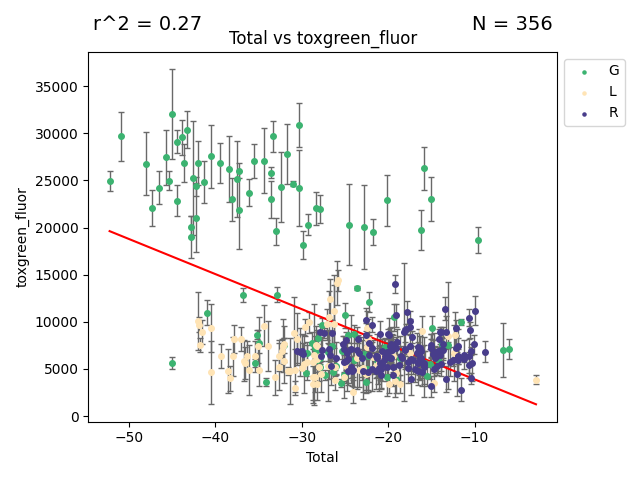 r^2 = 0.27
N = 356
Total vs toxgreen_fluor
G
L
R
35000
30000
25000
20000
15000
10000
5000
0
toxgreen_fluor
−50
−40
−30
−20
−10
Total